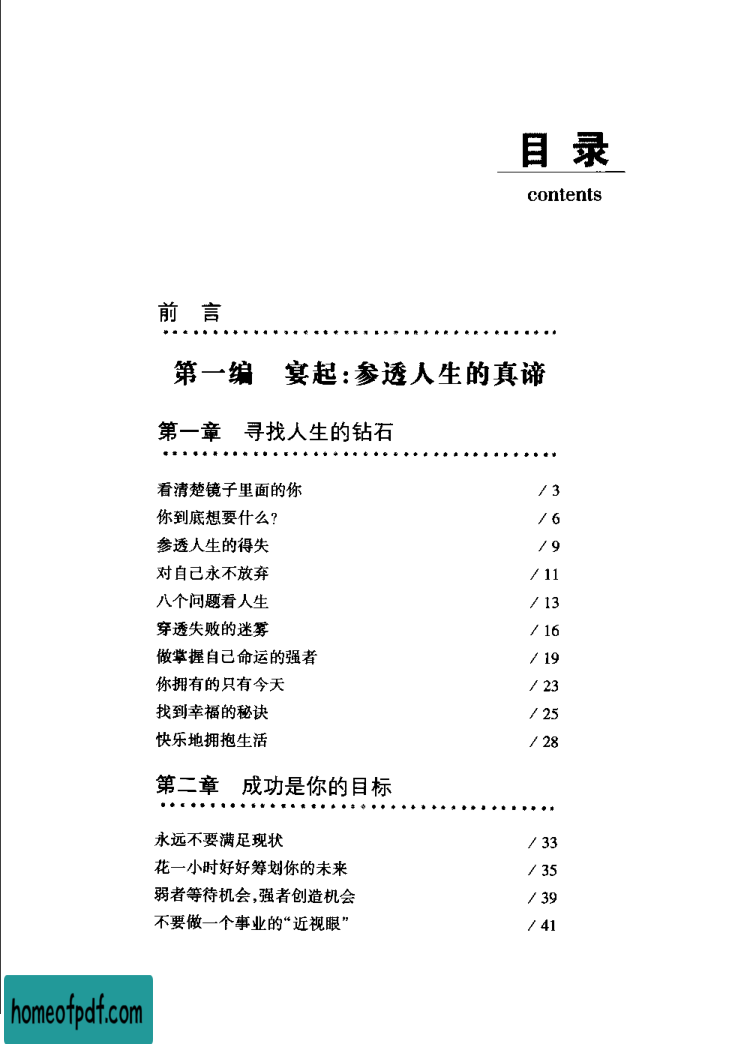 目 录
contents
前 言
第一编 宴起:参透人生的真谛
第一章 寻找人生的钻石
看清楚镜子里面的你 / 3
你到底想要什么? / 6
参透人生的得失 / 9
对自己永不放弃 / 11
八个问题看人生 / 13
穿透失败的迷雾 / 16
做掌握自己命运的强者 / 19
你拥有的只有今天 / 23
找到幸福的秘诀 / 25
快乐地拥抱生活 / 28
第二章 成功是你的目标
永远不要满足现状 / 33
花一小时好好筹划你的未来 / 35
弱者等待机会,强者创造机会 / 39
不要做一个事业的“近视眼” / 41
homeofpdf.com